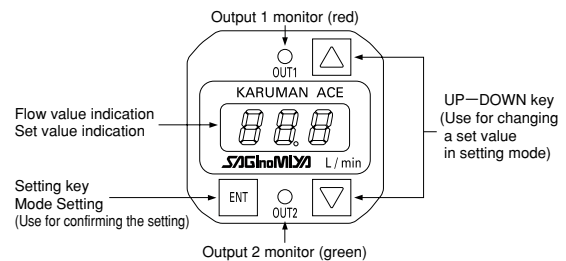 Output 1 monitor (red)
OUT1
KARUMAN ACE
Flow value indication
Set value indication
88.8
SAGInoMIYA L / min
UP—DOWN key
(Use for changing
a set value
in setting mode)
Setting key
Mode Setting
(Use for confirming the setting)
ENT
OUT2
Output 2 monitor (green)